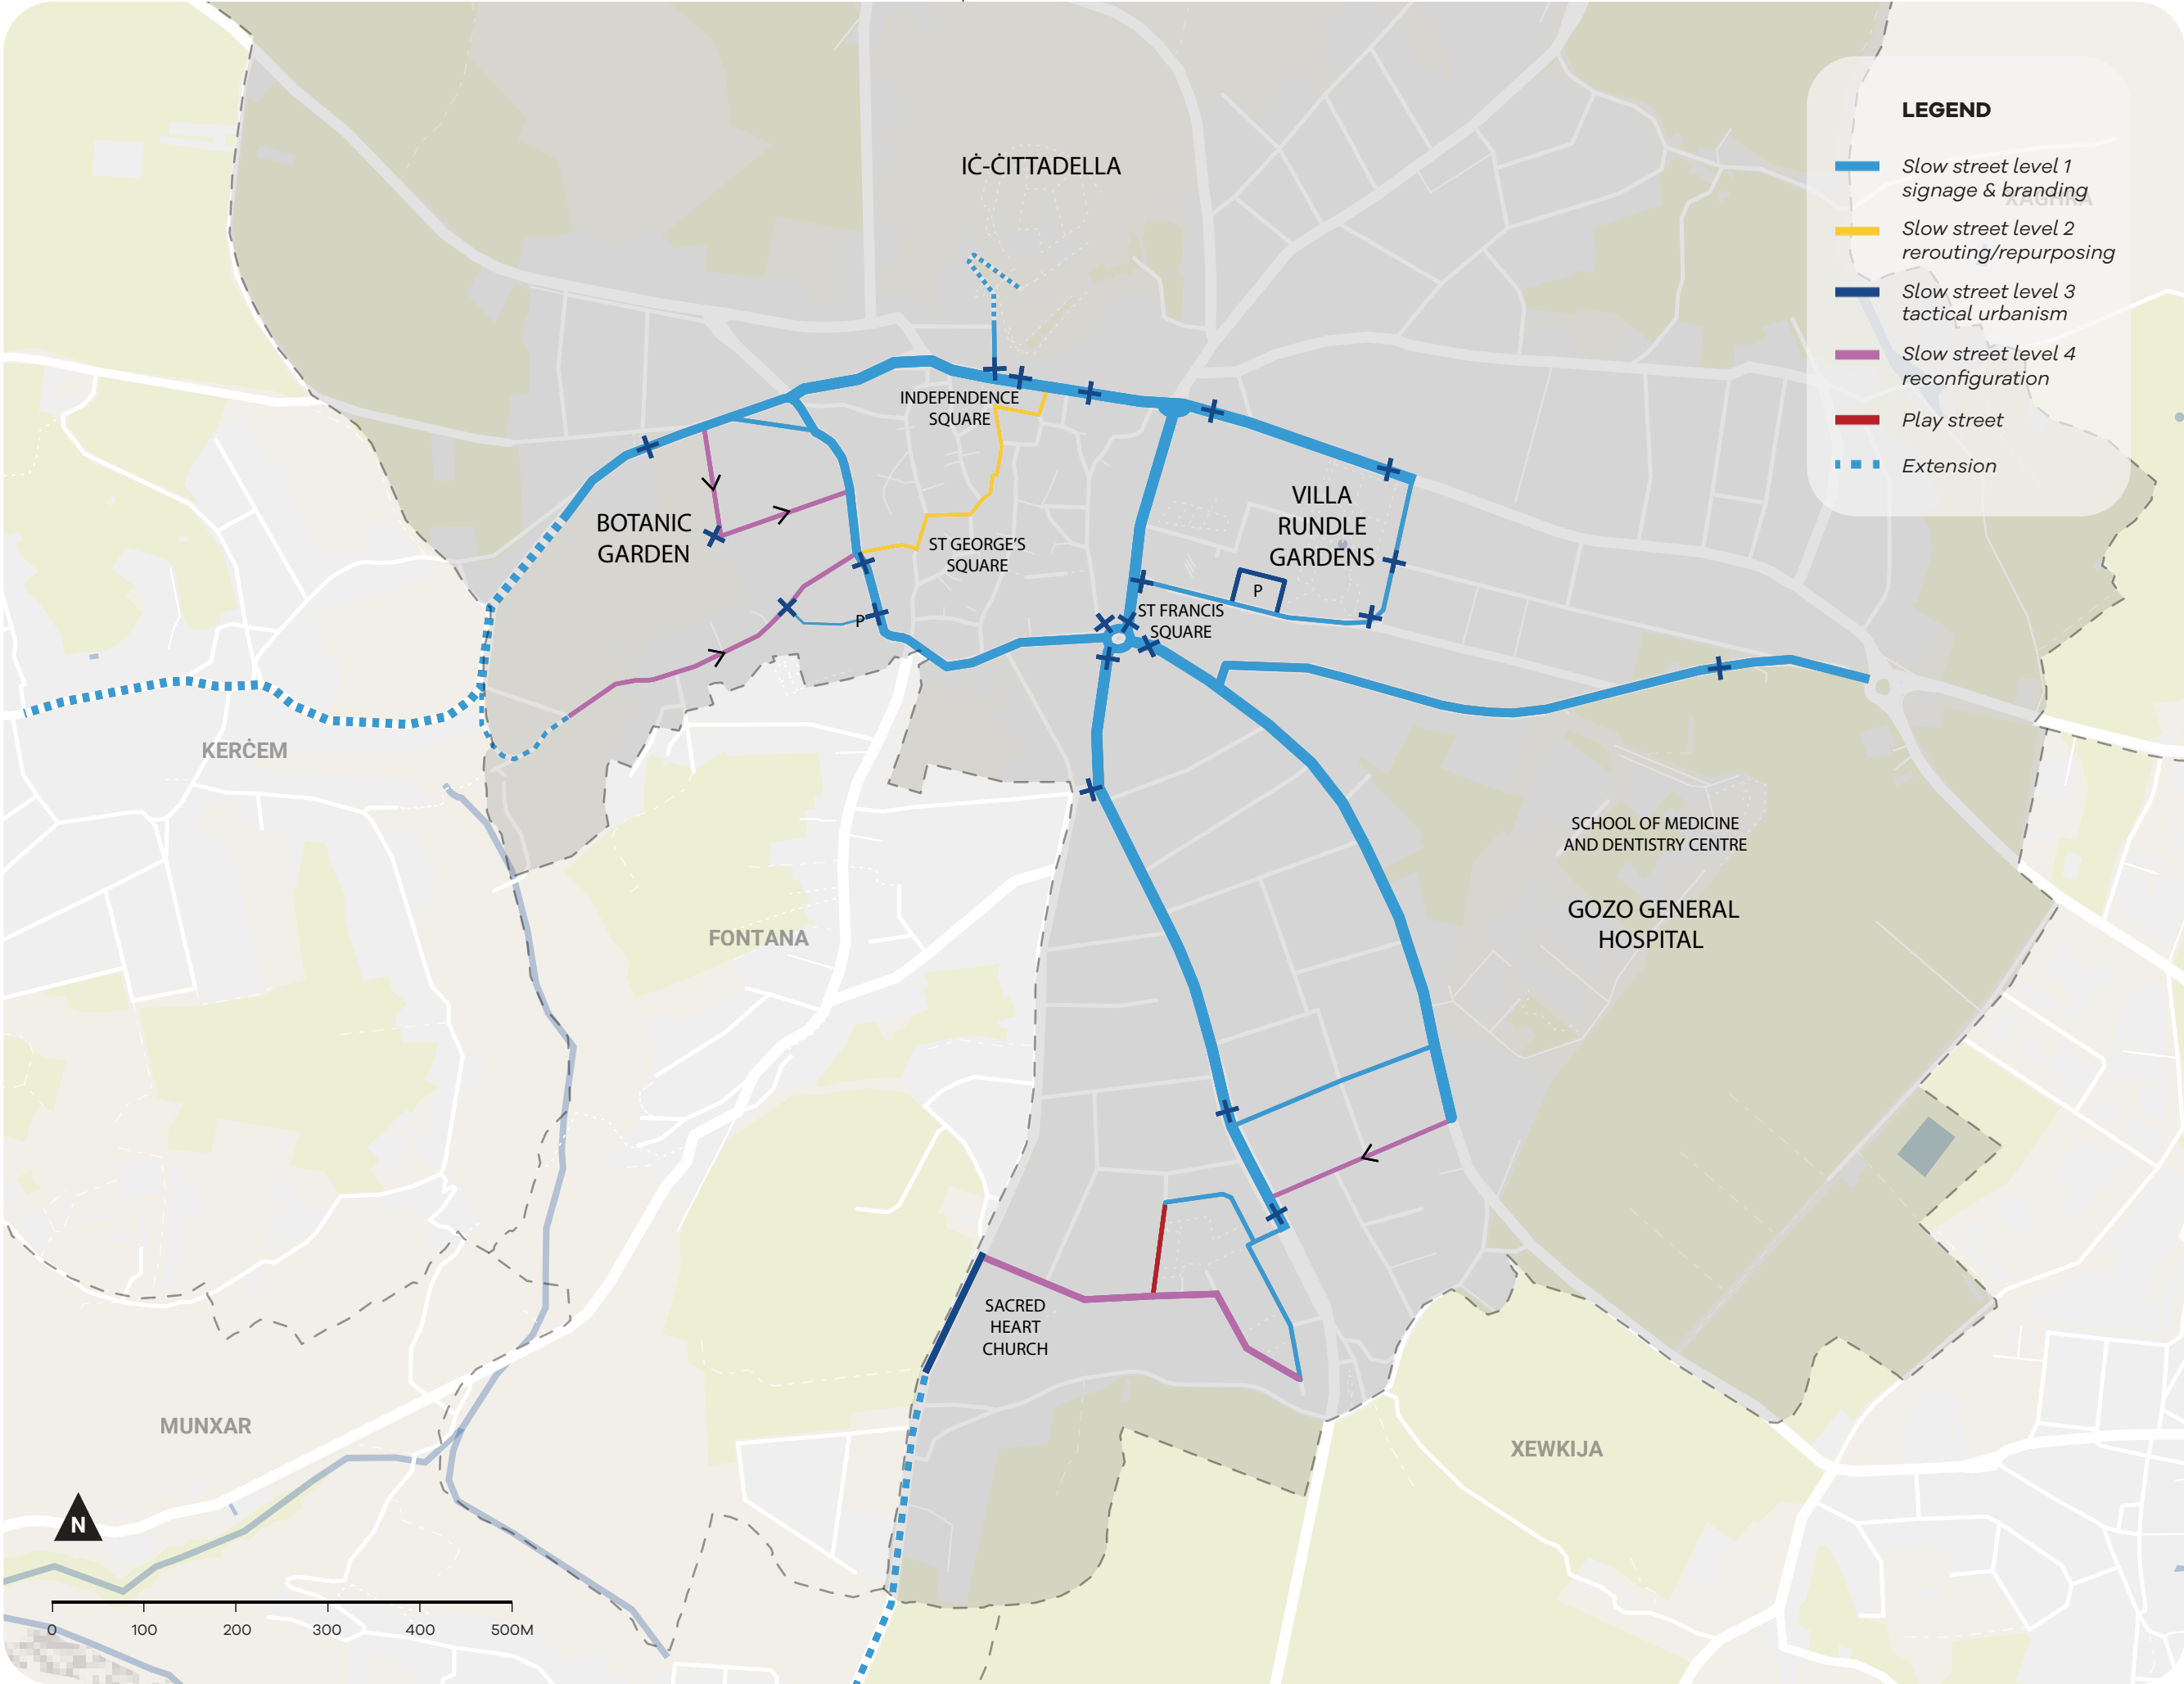 IĊ-ĊITTADELLA
LEGEND
Slow street level 1
signage & branding
XAGHRA
Slow street level 2
rerouting/repurposing
Slow street level 3
tactical urbanism
Slow street level 4
reconfiguration
Play street
Extension
INDEPENDENCE
SQUARE
BOTANIC
GARDEN
VILLA
RUNDLE
GARDENS
ST GEORGE'S
SQUARE
P
P
ST FRANCIS
SQUARE
KERĊEM
SCHOOL OF MEDICINE
AND DENTISTRY CENTRE
GOZO GENERAL
HOSPITAL
FONTANA
SACRED
HEART
CHURCH
MUNXAR
XEWKIJA
N
0 100 200 300 400 500M